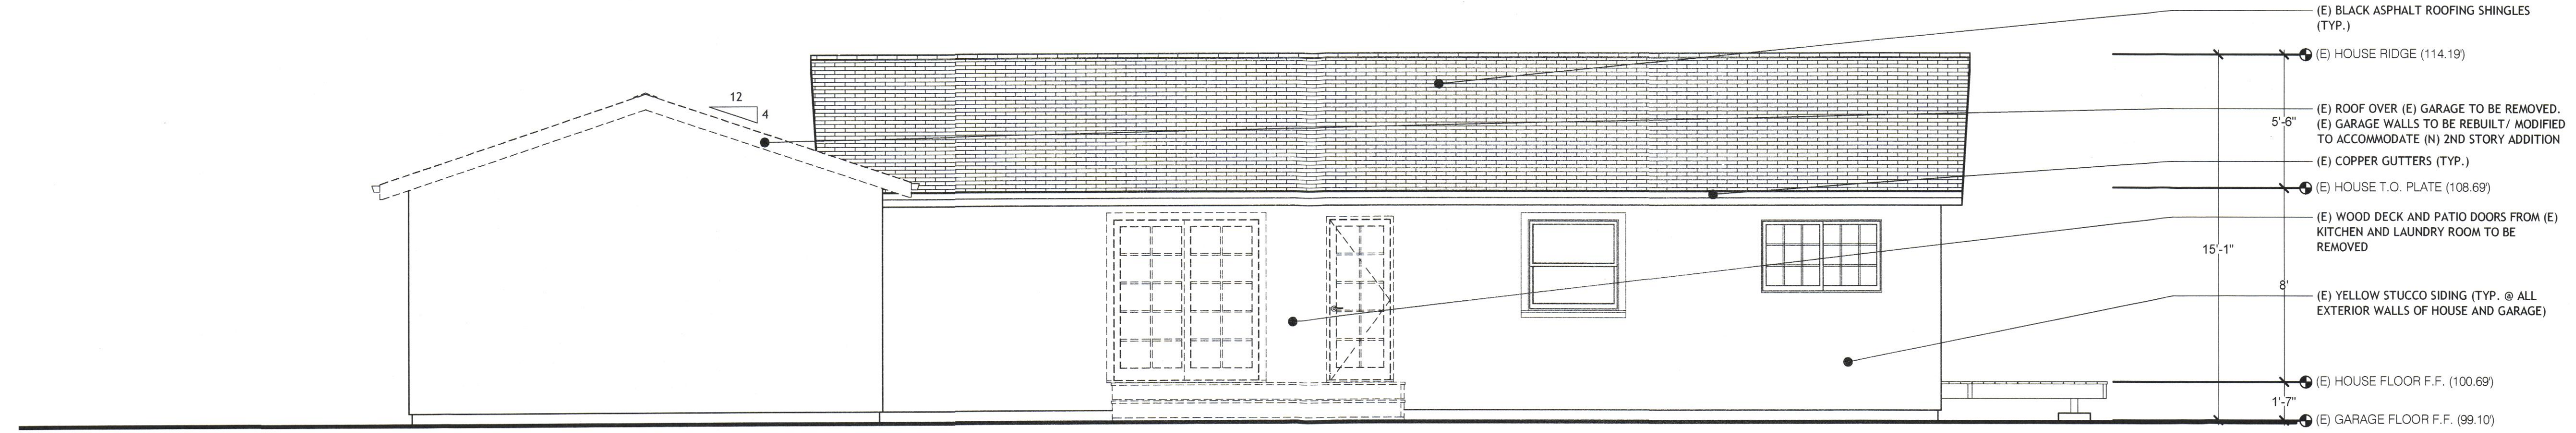 (E) BLACK ASPHALT ROOFING SHINGLES
(TYP.)
(E) HOUSE RIDGE (114.19')
12
4
(E) ROOF OVER (E) GARAGE TO BE REMOVED.
(E) GARAGE WALLS TO BE REBUILT/ MODIFIED
TO ACCOMMODATE (N) 2ND STORY ADDITION
5'-6"
(E) COPPER GUTTERS (TYP.)
(E) HOUSE T.O. PLATE (108.69')
(E) WOOD DECK AND PATIO DOORS FROM (E)
KITCHEN AND LAUNDRY ROOM TO BE
REMOVED
15'-1"
8'
(E) YELLOW STUCCO SIDING (TYP. @ ALL
EXTERIOR WALLS OF HOUSE AND GARAGE)
(E) HOUSE FLOOR F.F. (100.69')
1'-7"
(E) GARAGE FLOOR F.F. (99.10')